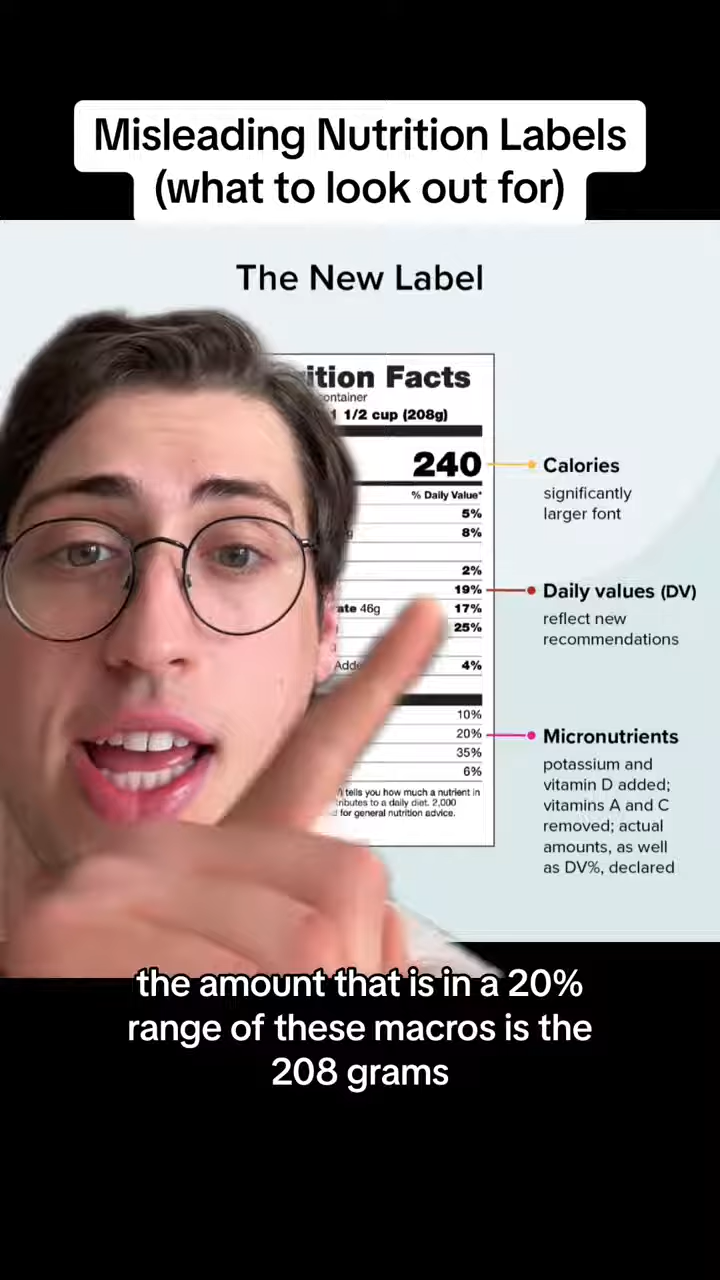 Misleading Nutrition Labels
(what to look out for)
The New Label
ition Facts
ontainer
1 1/2 cup (208g)
240
% Daily Value*
5%
8%
2%
19%
ate 46g 17%
25%
Adde 4%
10%
20%
35%
6%
tells you how much a nutrient in
tributes to a daily diet. 2,000
d for general nutrition advice.
Calories
significantly
larger font
Daily values (DV)
reflect new
recommendations
Micronutrients
potassium and
vitamin D added;
vitamins A and C
removed; actual
amounts, as well
as DV%, declared
the amount that is in a 20%
range of these macros is the
208 grams